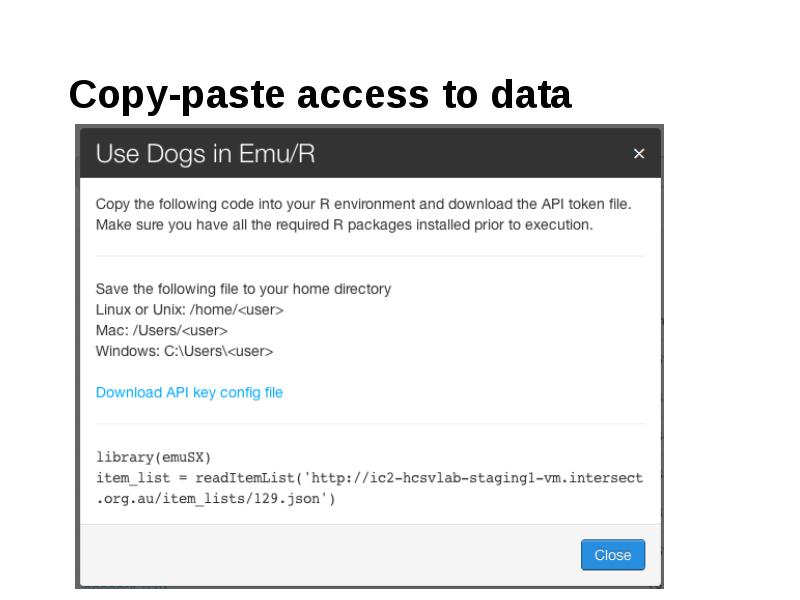 Copy-paste access to data
Use Dogs in Emu/R ×
Copy the following code into your R environment and download the API token file.
Make sure you have all the required R packages installed prior to execution.
Save the following file to your home directory
Linux or Unix: /home/<user>
Mac: /Users/<user>
Windows: C:\Users\<user>
Download API key config file
library(emuSX)
item_list = readItemList('http://ic2-hcsvlab-staging1-vm.intersect
.org.au/item_lists/129.json')
Close